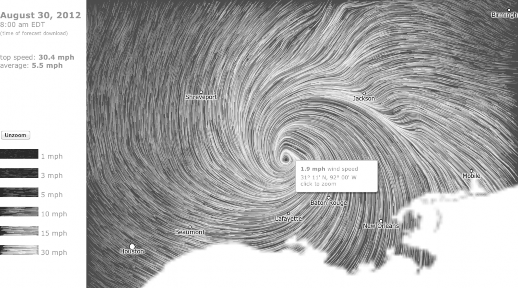 August 30, 2012
8:00 am EDT
(time of forecast download)
top speed: 30.4 mph
average: 5.5 mph
Unzoom
1 mph
3 mph
5 mph
10 mph
15 mph
30 mph
Birmingh
Shreveport
Jackson
1.9 mph wind speed
31° 11' N, 92° 00' W
click to zoom
Mobile
Baton Rouge
Lafayette
New Orleans
Beaumont
Houston